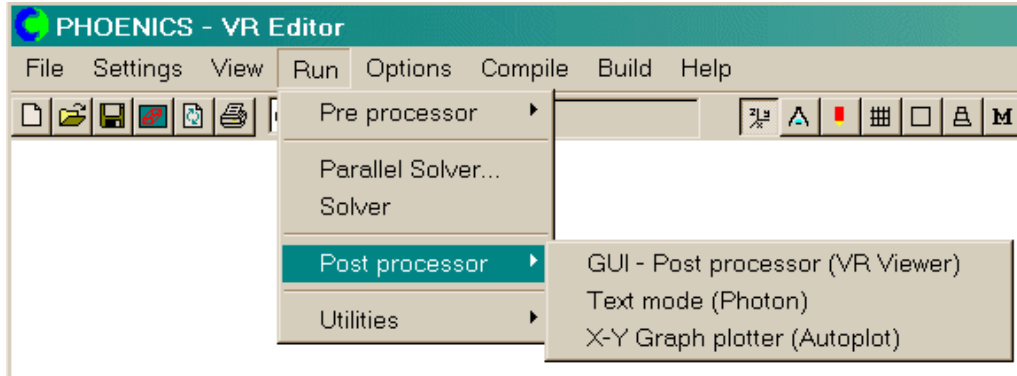 PHOENICS - VR Editor
File Settings View Run Options Compile Build Help
Pre processor
Parallel Solver...
Solver
Post processor
GUI - Post processor (VR Viewer)
Text mode (Photon)
X-Y Graph plotter (Autoplot)
Utilities
M